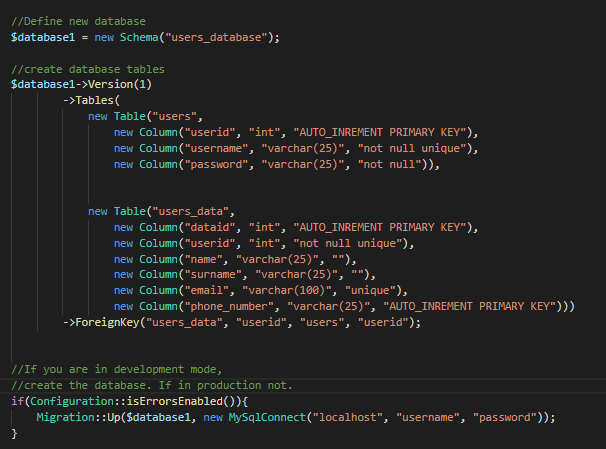 //Define new database
$database1 = new Schema("users_database");
//create database tables
$database1->Version(1)
->Tables(
new Table("users",
new Column("userid", "int", "AUTO_INREMENT PRIMARY KEY"),
new Column("username", "varchar(25)", "not null unique"),
new Column("password", "varchar(25)", "not null")),
new Table("users_data",
new Column("dataid", "int", "AUTO_INREMENT PRIMARY KEY"),
new Column("userid", "int", "not null unique"),
new Column("name", "varchar(25)", ""),
new Column("surname", "varchar(25)", ""),
new Column("email", "varchar(100)", "unique"),
new Column("phone_number", "varchar(25)", "AUTO_INREMENT PRIMARY KEY")))
->ForeignKey("users_data", "userid", "users", "userid");
//If you are in development mode,
//create the database. If in production not.
if(Configuration::isErrorsEnabled()){
Migration::Up($database1, new MySqlConnect("localhost", "username", "password"));
}